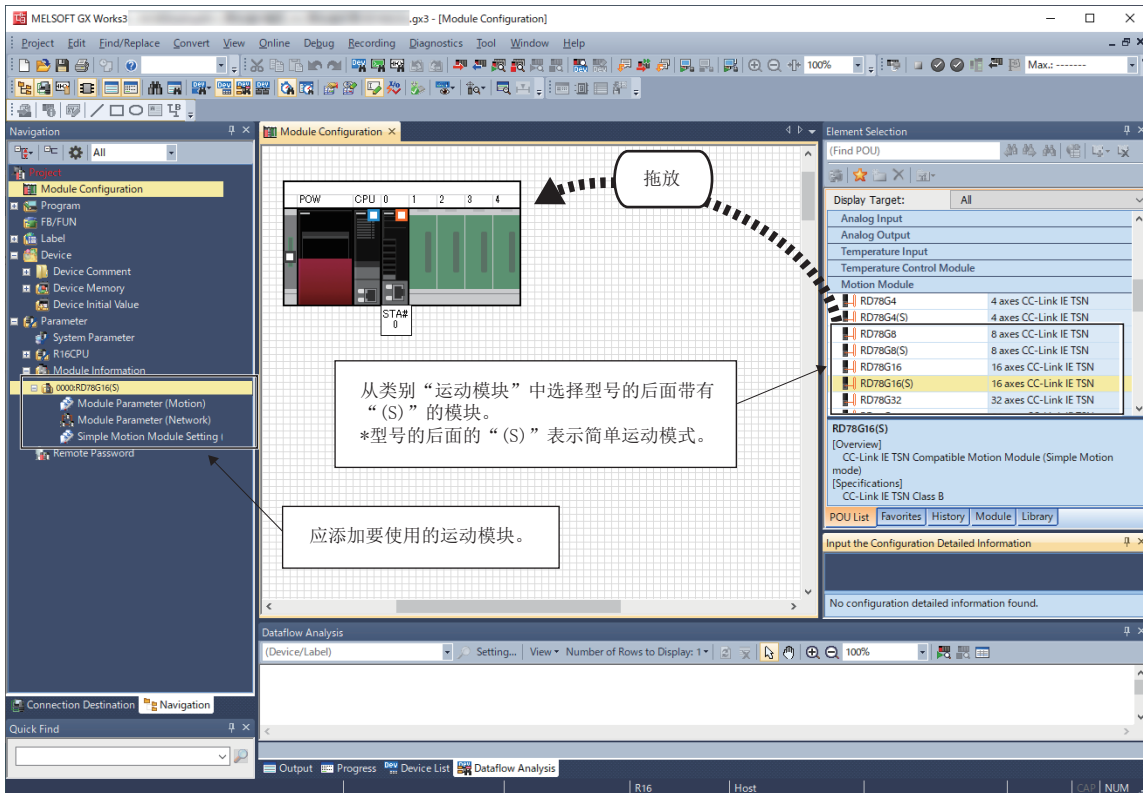 MELSOFT GX Works3
.gx3 - [Module Configuration]
Project Edit Find/Replace Convert View Online Debug Recording Diagnostics Tool Window Help
100%
Max.: -------
Navigation
All
Project
Module Configuration
Program
FB/FUN
Label
Device
Device Comment
Device Memory
Device Initial Value
Parameter
System Parameter
R16CPU
Module Information
0000:RD78G16(S)
Module Parameter (Motion)
Module Parameter (Network)
Simple Motion Module Setting
Remote Password
Connection Destination
Navigation
Quick Find
Module Configuration
POW CPU 0 1 2 3 4
STA#
0
拖放
从类别“运动模块”中选择型号的后面带有
“(S)”的模块。
*型号的后面的“(S)”表示简单运动模式。
应添加要使用的运动模块。
Element Selection
(Find POU)
Display Target: All
Analog Input
Analog Output
Temperature Input
Temperature Control Module
Motion Module
RD78G4 4 axes CC-Link IE TSN
RD78G4(S) 4 axes CC-Link IE TSN
RD78G8 8 axes CC-Link IE TSN
RD78G8(S) 8 axes CC-Link IE TSN
RD78G16 16 axes CC-Link IE TSN
RD78G16(S) 16 axes CC-Link IE TSN
RD78G32 32 axes CC-Link IE TSN
RD78G16(S)
[Overview]
CC-Link IE TSN Compatible Motion Module (Simple Motion
mode)
[Specifications]
CC-Link IE TSN Class B
POU List Favorites History Module Library
Input the Configuration Detailed Information
No configuration detailed information found.
Dataflow Analysis
(Device/Label)
Setting... View Number of Rows to Display: 1
100%
Output Progress Device List Dataflow Analysis
R16 Host CAP NUM